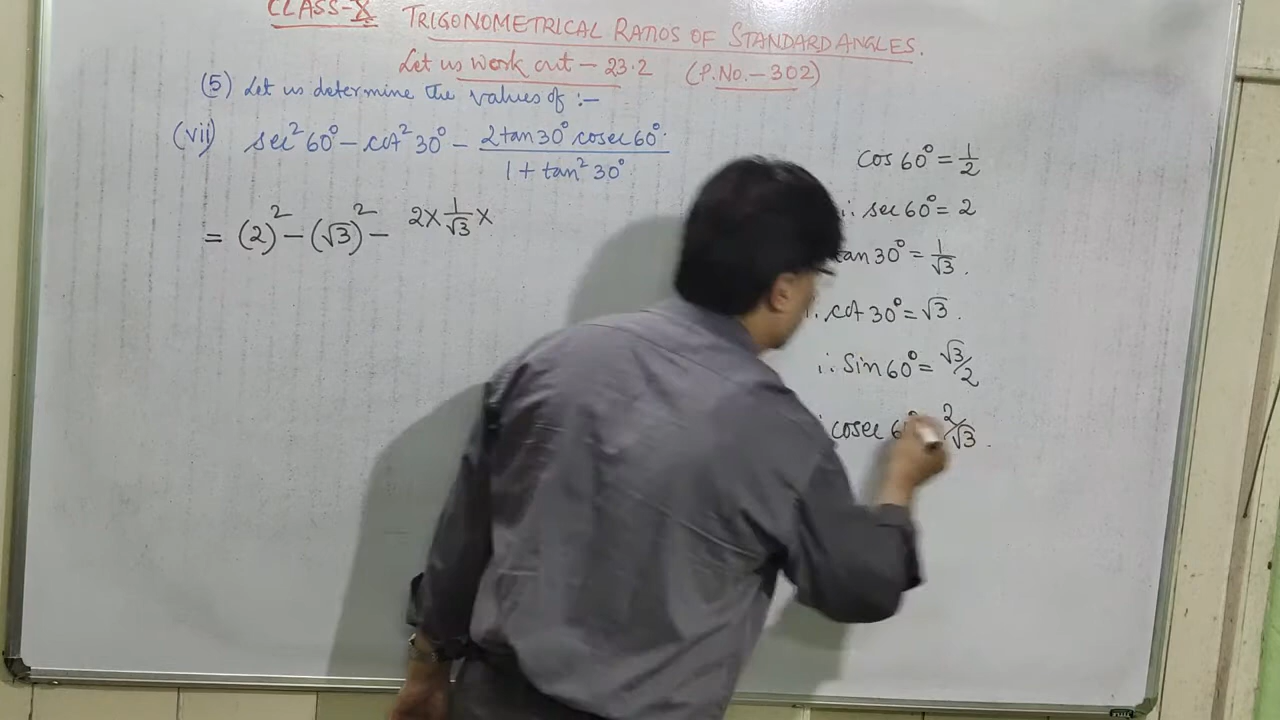 CLASS-X TRIGONOMETRICAL RATIOS OF STANDARD ANGLES.
Let us work out – 23.2 (P.NO.–302)
(5) Let us determine the values of :–
(vii) sec²60° – cot²30° – 2tan30° cosec60° / 1 + tan²30°
= (2)² – (√3)² – 2 × 1/√3 ×
cos 60° = 1/2
∴ sec 60° = 2
tan 30° = 1/√3.
∴ cot 30° = √3.
∴ Sin 60° = √3/2
cosec 2/√3.